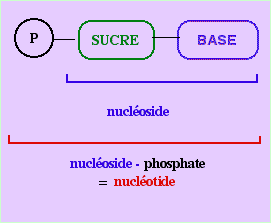 P SUCRE BASE
nucléoside
nucléoside - phosphate
= nucléotide